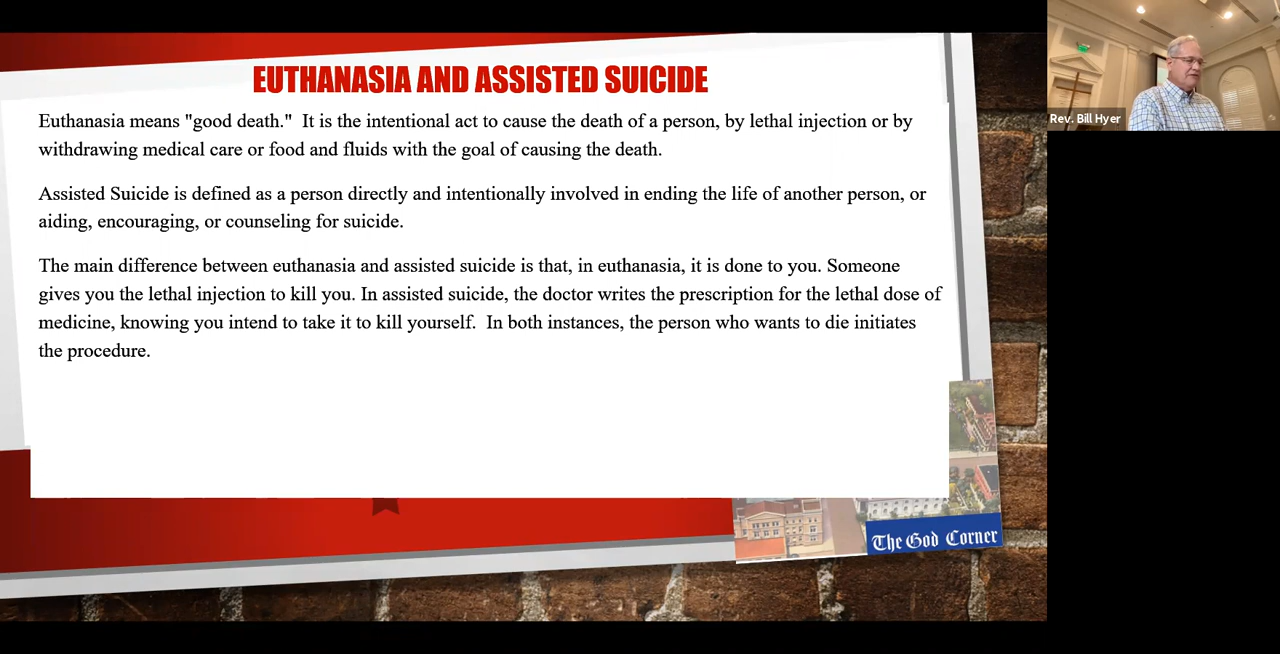 EUTHANASIA AND ASSISTED SUICIDE
Euthanasia means "good death." It is the intentional act to cause the death of a person, by lethal injection or by
withdrawing medical care or food and fluids with the goal of causing the death.
Assisted Suicide is defined as a person directly and intentionally involved in ending the life of another person, or
aiding, encouraging, or counseling for suicide.
The main difference between euthanasia and assisted suicide is that, in euthanasia, it is done to you. Someone
gives you the lethal injection to kill you. In assisted suicide, the doctor writes the prescription for the lethal dose of
medicine, knowing you intend to take it to kill yourself. In both instances, the person who wants to die initiates
the procedure.
The God Corner
Rev. Bill Hyer